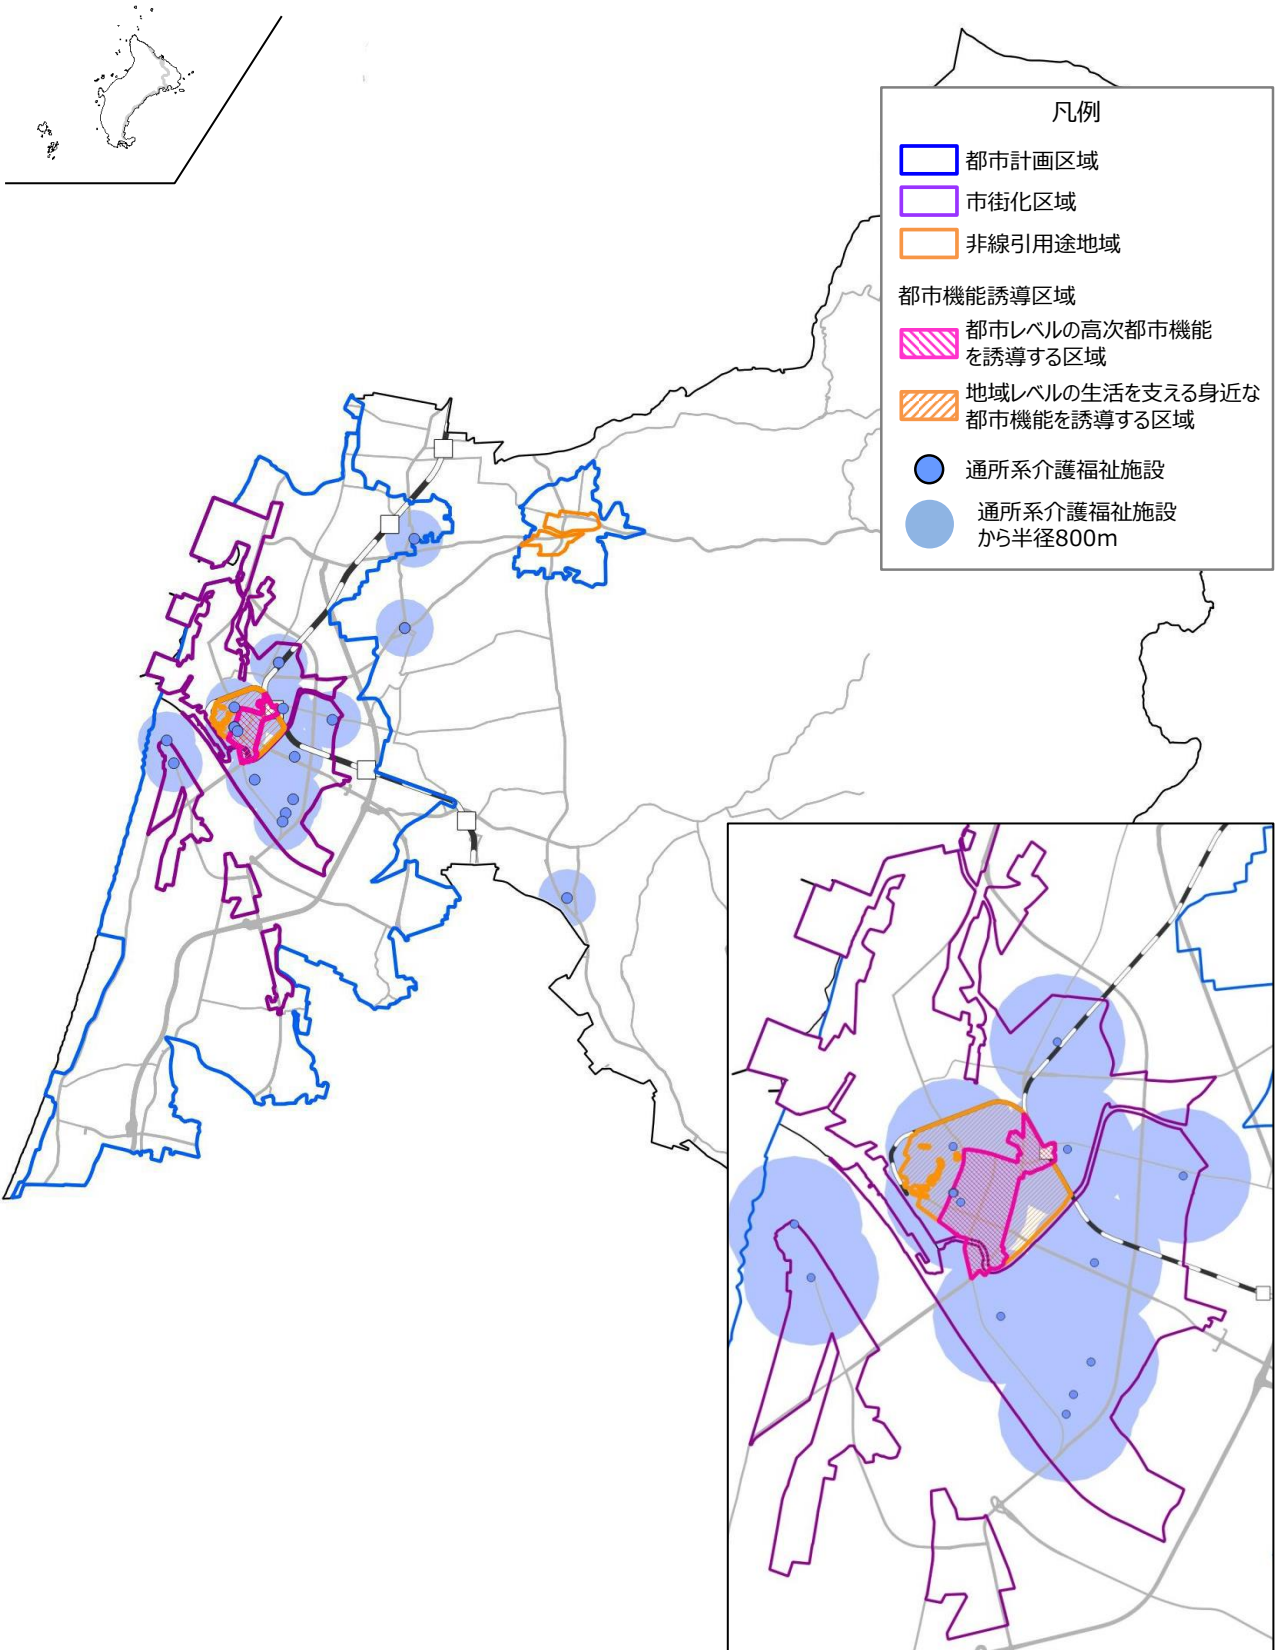 凡例
都市計画区域
市街化区域
非線引用途地域
都市機能誘導区域
都市レベルの高次都市機能
を誘導する区域
地域レベルの生活を支える身近な
都市機能を誘導する区域
通所系介護福祉施設
通所系介護福祉施設
から半径800m